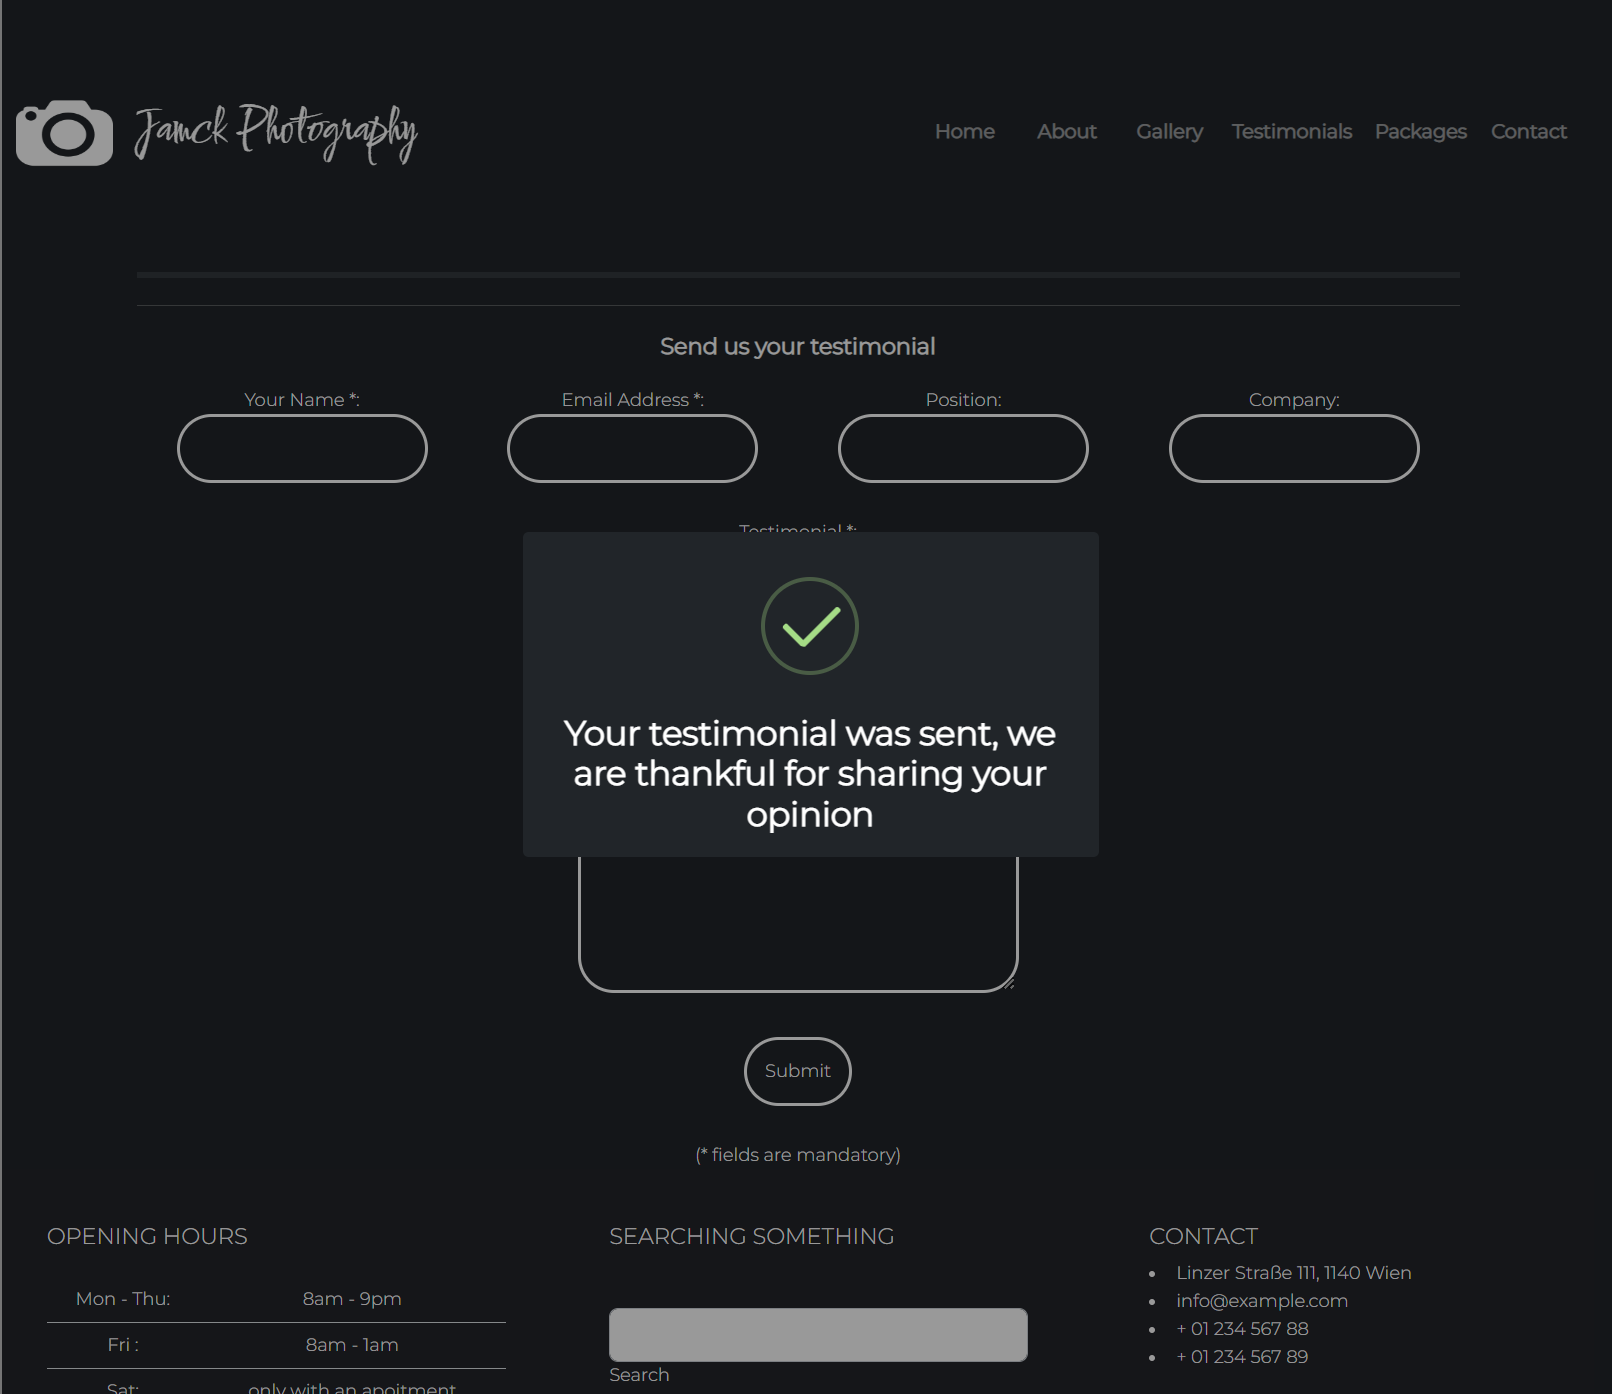 Jamck Photography
Home About Gallery Testimonials Packages Contact
Send us your testimonial
Your Name *: Email Address *: Position: Company:
Testimonial *:
Your testimonial was sent, we
are thankful for sharing your
opinion
Submit
(* fields are mandatory)
OPENING HOURS
Mon - Thu: 8am - 9pm
Fri : 8am - 1am
Sat: only with an apoitment
SEARCHING SOMETHING
Search
CONTACT
Linzer Straße 111, 1140 Wien
info@example.com
+ 01 234 567 88
+ 01 234 567 89